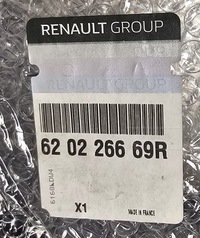 RENAULT GROUP
RENAULT GROUP
62 02 266 69R
X1
MADE IN FRANCE